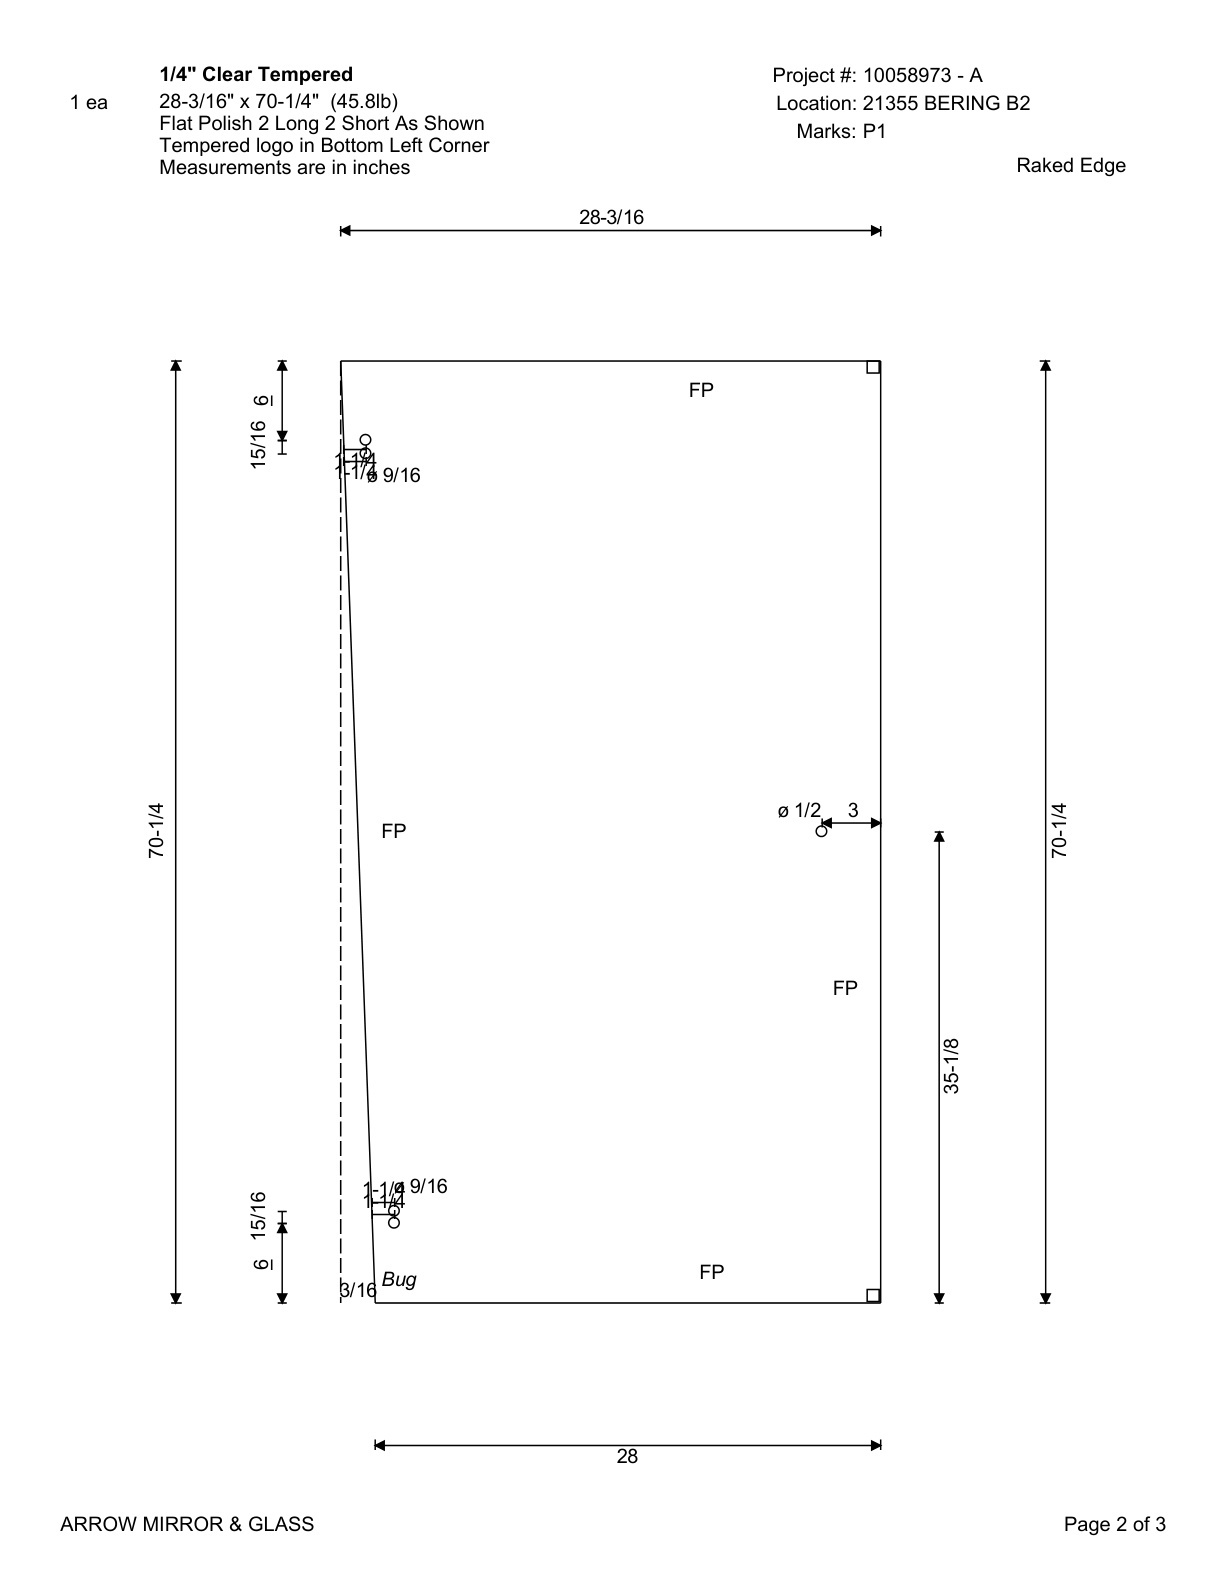 1/4" Clear Tempered
1 ea
28-3/16" x 70-1/4" (45.8lb)
Flat Polish 2 Long 2 Short As Shown
Tempered logo in Bottom Left Corner
Measurements are in inches
Project #: 10058973 - A
Location: 21355 BERING B2
Marks: P1
Raked Edge
28-3/16
FP
6
15/16
1-1/4
1-1/4
ø 9/16
70-1/4
FP
ø 1/2
3
70-1/4
FP
35-1/8
1-1/4
ø 9/16
1-1/4
15/16
6
3/16
Bug
FP
28
ARROW MIRROR & GLASS
Page 2 of 3